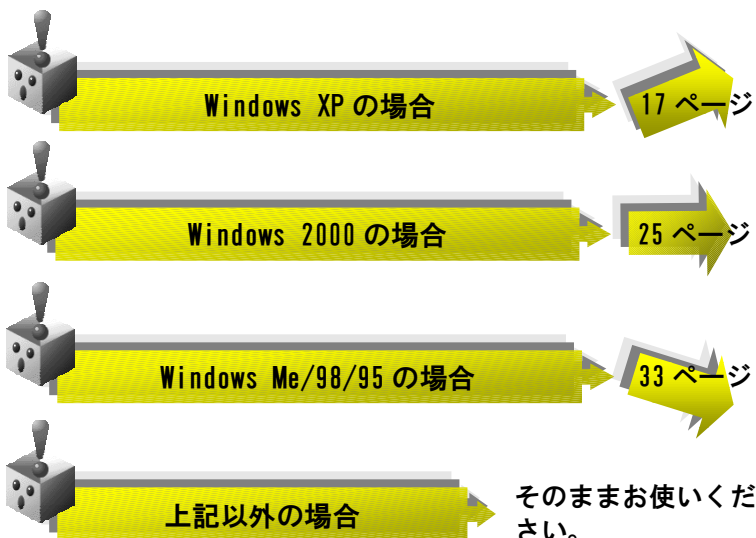 Windows XP の場合
17 ページ
Windows 2000 の場合
25 ページ
Windows Me/98/95 の場合
33 ページ
上記以外の場合
そのままお使いくだ
さい。